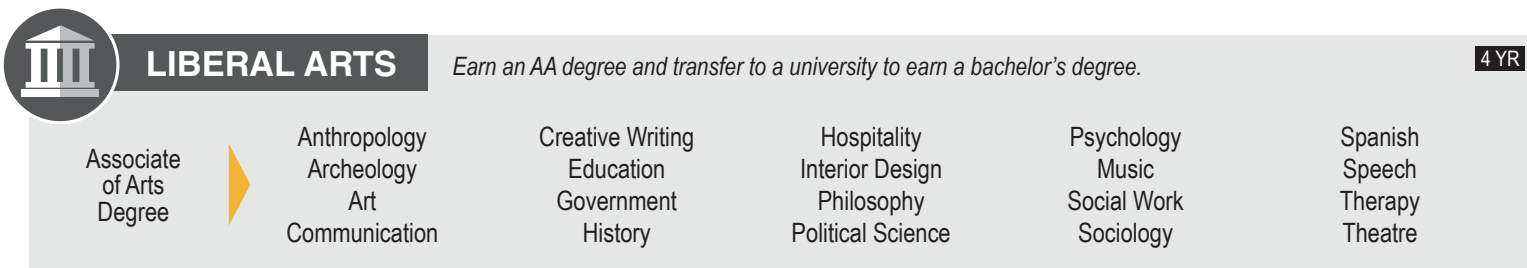 LIBERAL ARTS
Earn an AA degree and transfer to a university to earn a bachelor’s degree.
4 YR
Associate
of Arts
Degree
Anthropology
Archeology
Art
Communication
Creative Writing
Education
Government
History
Hospitality
Interior Design
Philosophy
Political Science
Psychology
Music
Social Work
Sociology
Spanish
Speech
Therapy
Theatre